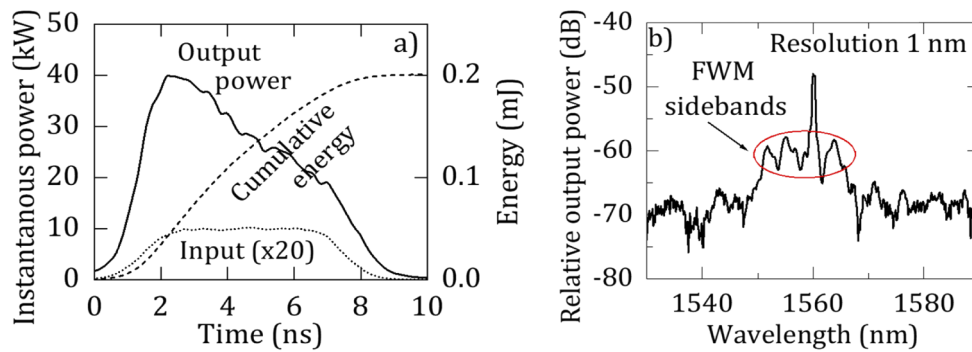 50
40
30
20
10
0
Instantanous power (kW)
Output
power
a)
Cumulative
energy
Input (x20)
0 2 4 6 8 10
Time (ns)
0.2
0.1
0.0
Energy (mJ)
-40
-50
-60
-70
-80
Relative output power (dB)
b)
Resolution 1 nm
FWM
sidebands
1540 1560 1580
Wavelength (nm)